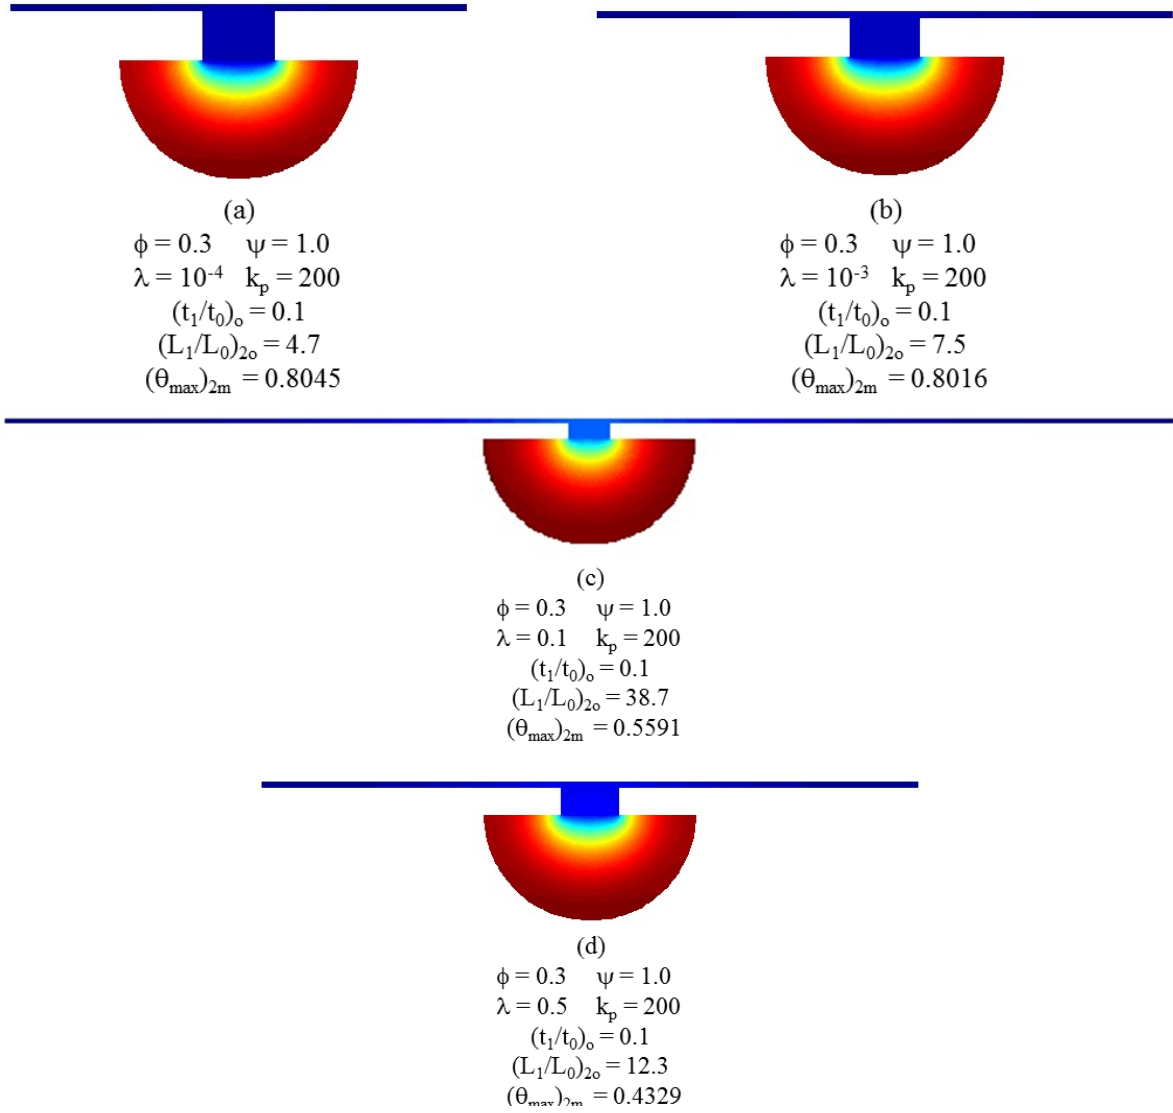 (a)
ϕ = 0.3 ψ = 1.0
λ = 10⁻⁴ kₚ = 200
(t₁/t₀)ₒ = 0.1
(L₁/L₀)₂ₒ = 4.7
(θₘₐₓ)₂ₘ = 0.8045
(b)
ϕ = 0.3 ψ = 1.0
λ = 10⁻³ kₚ = 200
(t₁/t₀)ₒ = 0.1
(L₁/L₀)₂ₒ = 7.5
(θₘₐₓ)₂ₘ = 0.8016
(c)
ϕ = 0.3 ψ = 1.0
λ = 0.1 kₚ = 200
(t₁/t₀)ₒ = 0.1
(L₁/L₀)₂ₒ = 38.7
(θₘₐₓ)₂ₘ = 0.5591
(d)
ϕ = 0.3 ψ = 1.0
λ = 0.5 kₚ = 200
(t₁/t₀)ₒ = 0.1
(L₁/L₀)₂ₒ = 12.3
(θₘₐₓ)₂ₘ = 0.4329